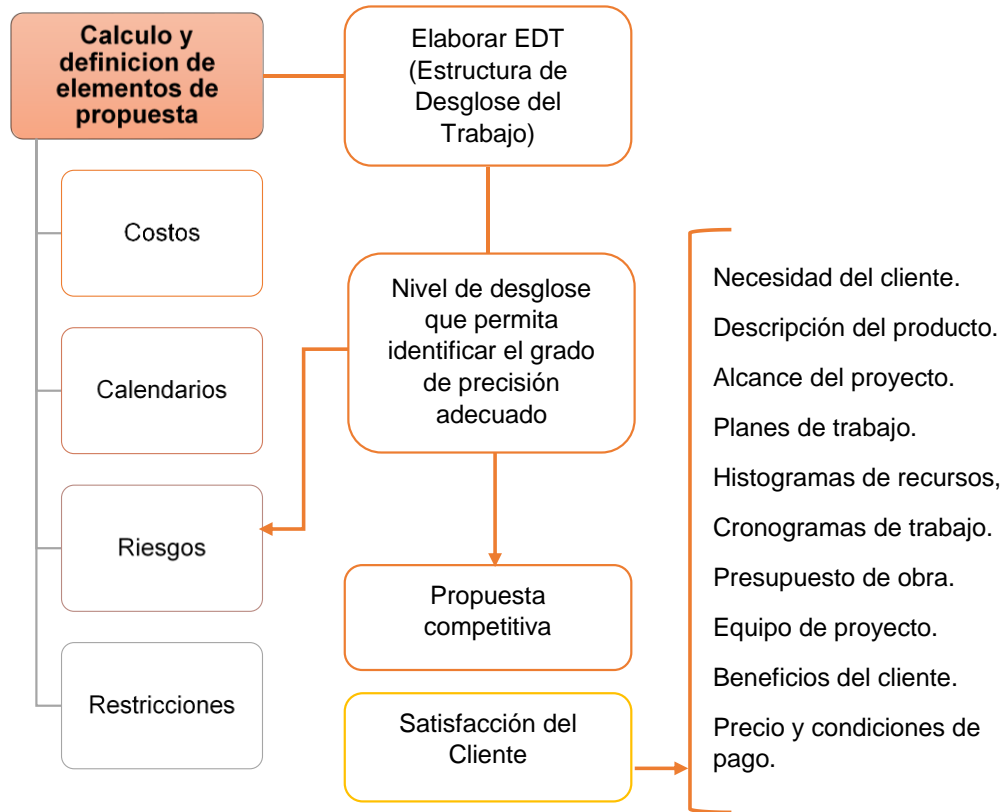 Calculo y
definicion de
elementos de
propuesta
Costos
Calendarios
Riesgos
Restricciones
Elaborar EDT
(Estructura de
Desglose del
Trabajo)
Nivel de desglose
que permita
identificar el grado
de precisión
adecuado
Propuesta
competitiva
Satisfacción del
Cliente
Necesidad del cliente.
Descripción del producto.
Alcance del proyecto.
Planes de trabajo.
Histogramas de recursos,
Cronogramas de trabajo.
Presupuesto de obra.
Equipo de proyecto.
Beneficios del cliente.
Precio y condiciones de
pago.